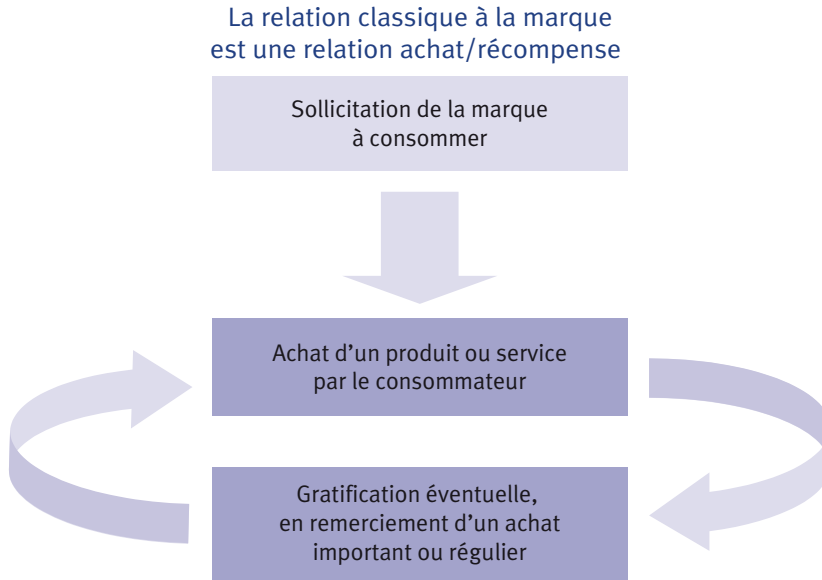 La relation classique à la marque
est une relation achat/récompense
Sollicitation de la marque
à consommer
Achat d’un produit ou service
par le consommateur
Gratification éventuelle,
en remerciement d’un achat
important ou régulier